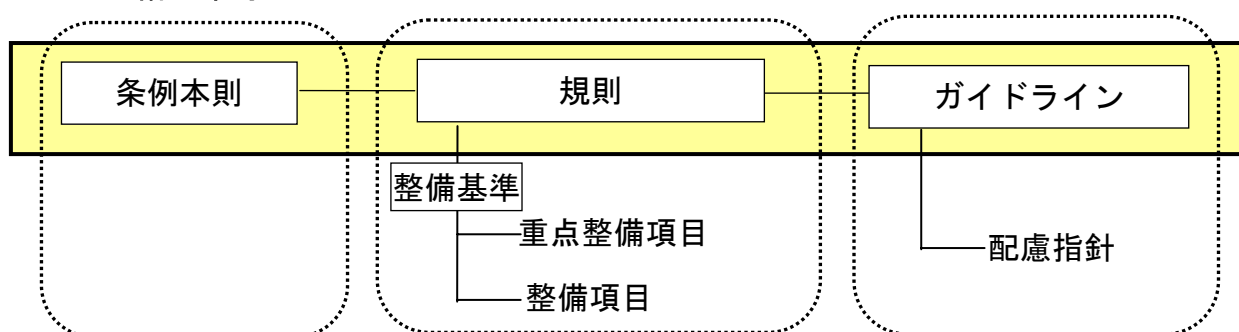 条例本則
規則
ガイドライン
整備基準
重点整備項目
整備項目
配慮指針